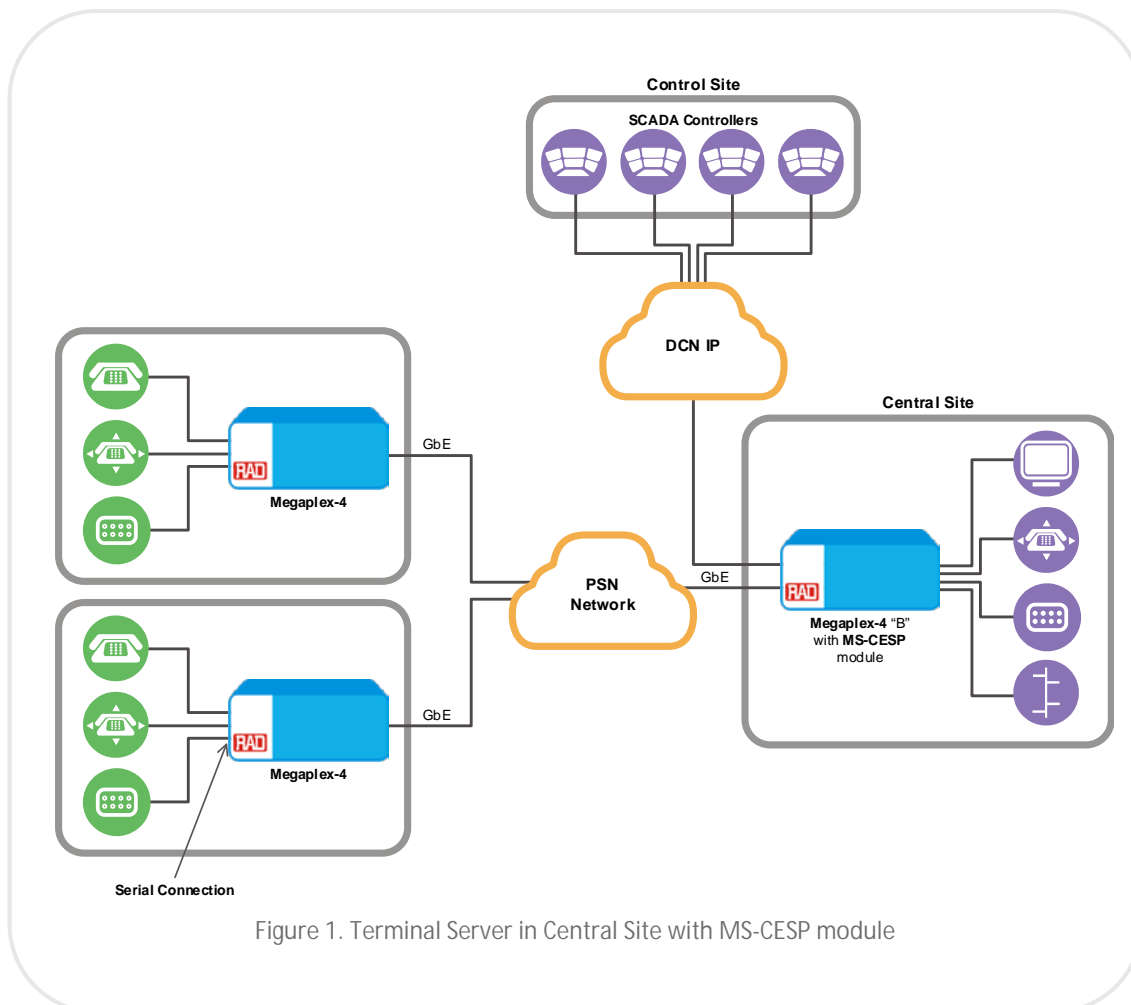 Control Site
SCADA Controllers
DCN IP
Central Site
GbE
RAD
Megaplex-4
PSN
Network
GbE
RAD
Megaplex-4 “B”
with MS-CESP
module
GbE
RAD
Megaplex-4
Serial Connection
Figure 1. Terminal Server in Central Site with MS-CESP module